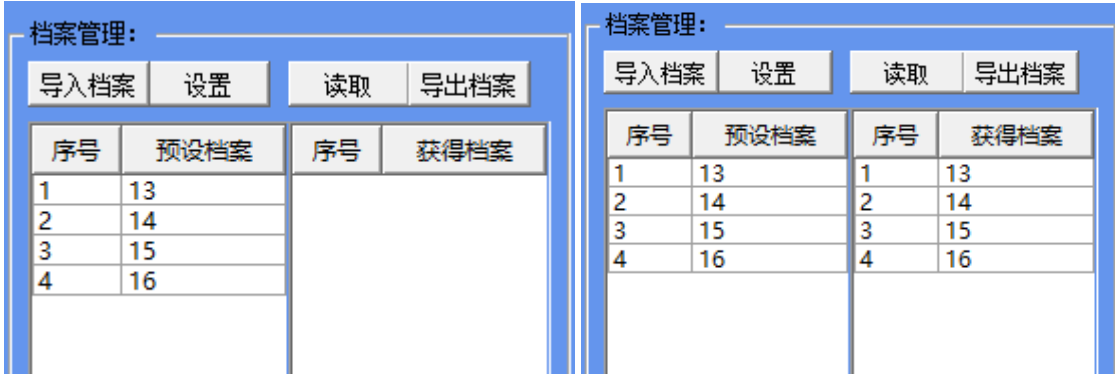 档案管理：
导入档案 设置 读取 导出档案
序号 预设档案 序号 获得档案
1 13
2 14
3 15
4 16
档案管理：
导入档案 设置 读取 导出档案
序号 预设档案 序号 获得档案
1 13 1 13
2 14 2 14
3 15 3 15
4 16 4 16